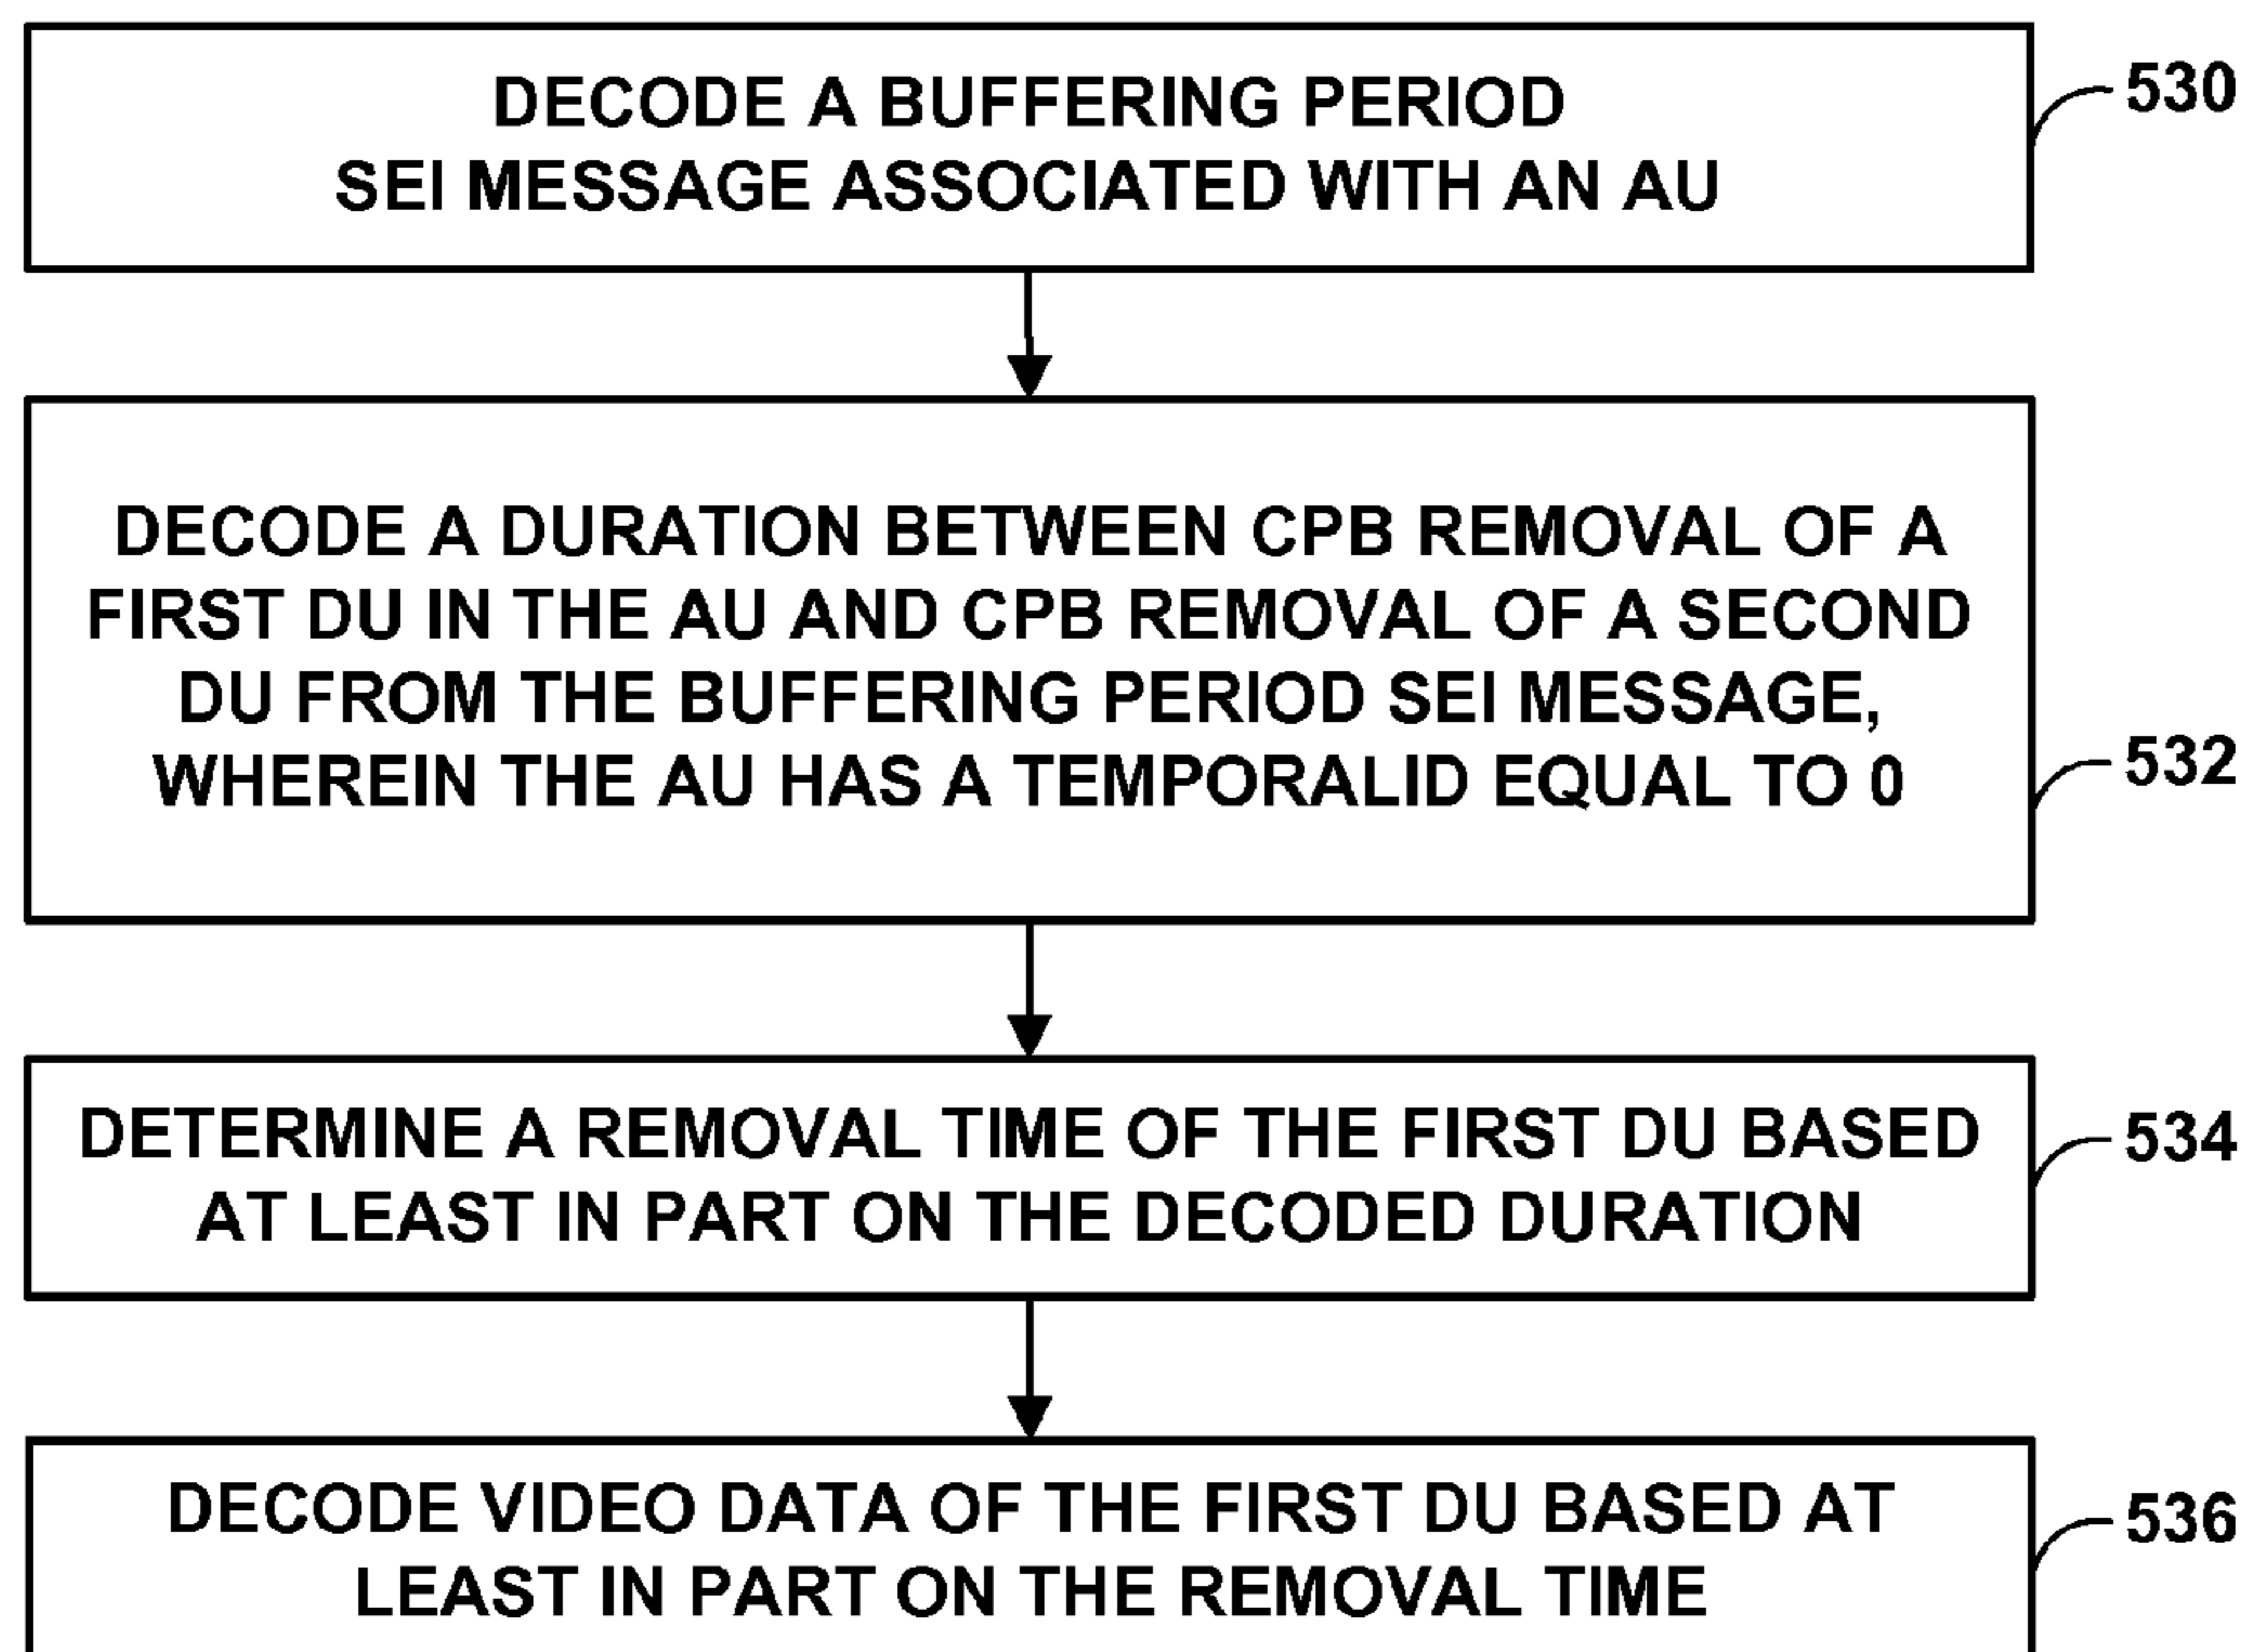 DECODE A BUFFERING PERIOD
SEI MESSAGE ASSOCIATED WITH AN AU
530
DECODE A DURATION BETWEEN CPB REMOVAL OF A
FIRST DU IN THE AU AND CPB REMOVAL OF A SECOND
DU FROM THE BUFFERING PERIOD SEI MESSAGE,
WHEREIN THE AU HAS A TEMPORALID EQUAL TO 0
532
DETERMINE A REMOVAL TIME OF THE FIRST DU BASED
AT LEAST IN PART ON THE DECODED DURATION
534
DECODE VIDEO DATA OF THE FIRST DU BASED AT
LEAST IN PART ON THE REMOVAL TIME
536